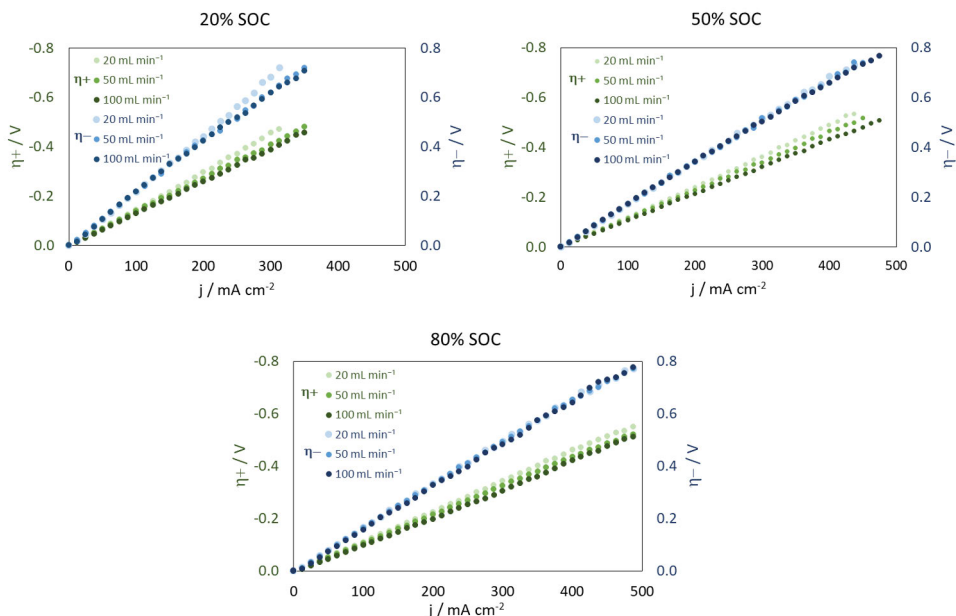 20% SOC
-0.8
-0.6
-0.4
-0.2
0.0
η+ / V
η+
20 mL min⁻¹
50 mL min⁻¹
100 mL min⁻¹
η−
20 mL min⁻¹
50 mL min⁻¹
100 mL min⁻¹
0.8
0.6
0.4
0.2
0.0
η− / V
0 100 200 300 400 500
j / mA cm⁻²
50% SOC
-0.8
-0.6
-0.4
-0.2
0.0
η+ / V
η+
20 mL min⁻¹
50 mL min⁻¹
100 mL min⁻¹
η−
20 mL min⁻¹
50 mL min⁻¹
100 mL min⁻¹
0.8
0.6
0.4
0.2
0.0
η− / V
0 100 200 300 400 500
j / mA cm⁻²
80% SOC
-0.8
-0.6
-0.4
-0.2
0.0
η+ / V
η+
20 mL min⁻¹
50 mL min⁻¹
100 mL min⁻¹
η−
20 mL min⁻¹
50 mL min⁻¹
100 mL min⁻¹
0.8
0.6
0.4
0.2
0.0
η− / V
0 100 200 300 400 500
j / mA cm⁻²